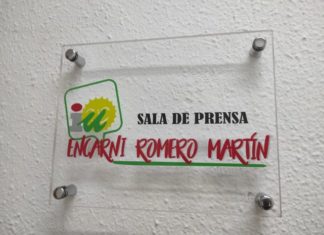 iu
SALA DE PRENSA
ENCARNI ROMERO MARTÍN